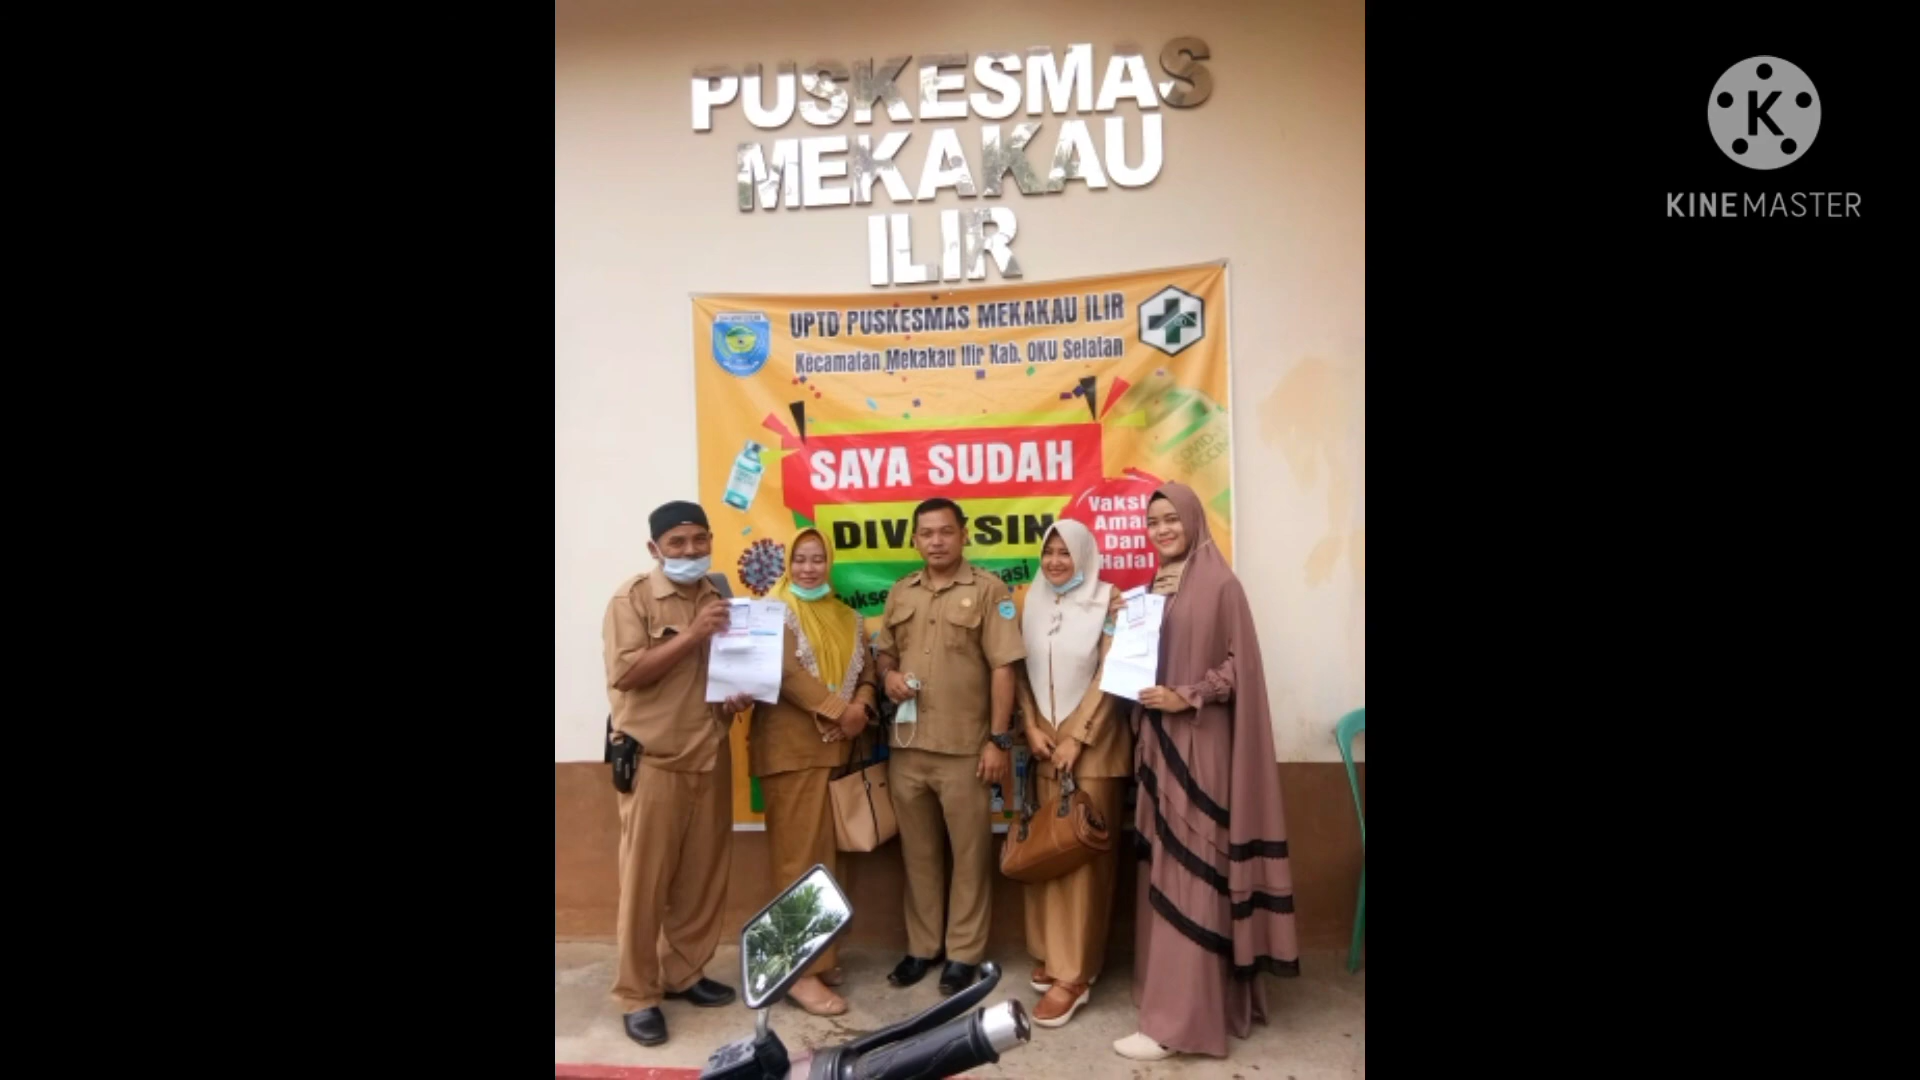 PUSKESMAS
MEKAKAU
ILIR
UPTD PUSKESMAS MEKAKAU ILIR
Kecamatan Mekakau Ilir Kab. OKU Selatan
SAYA SUDAH
Vaksi
Ama
Dan
Halal
K
KINEMASTER